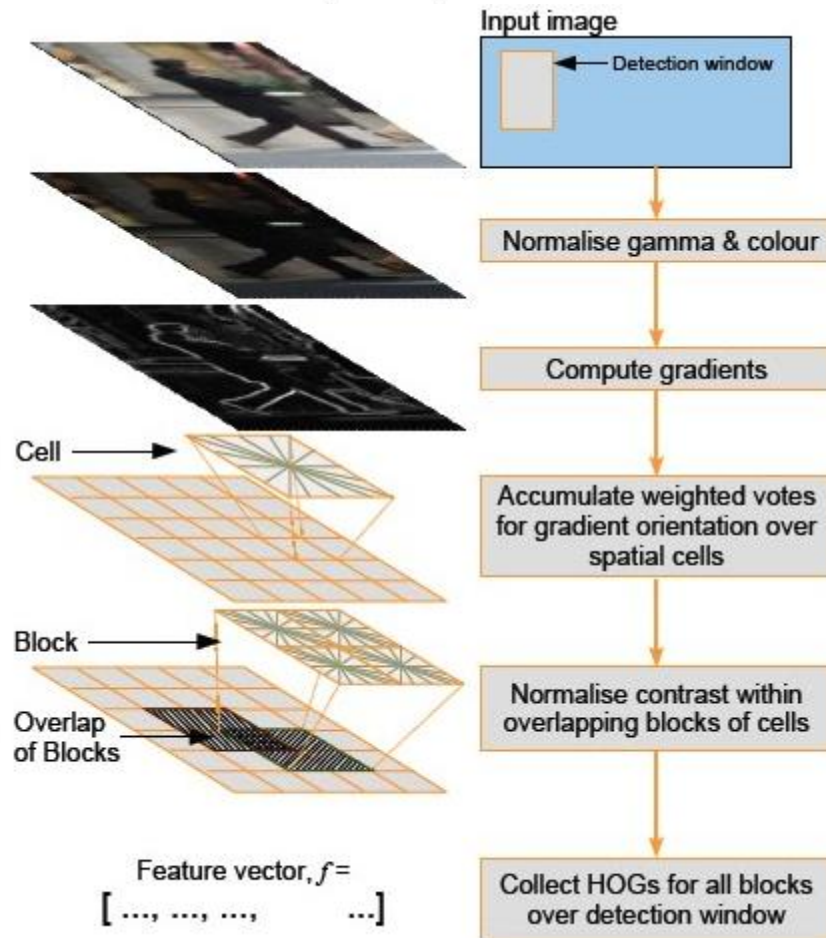 Input image
Detection window
Normalise gamma & colour
Compute gradients
Cell
Accumulate weighted votes
for gradient orientation over
spatial cells
Block
Normalise contrast within
overlapping blocks of cells
Overlap
of Blocks
Feature vector, f =
[ ..., ..., ..., ...]
Collect HOGs for all blocks
over detection window